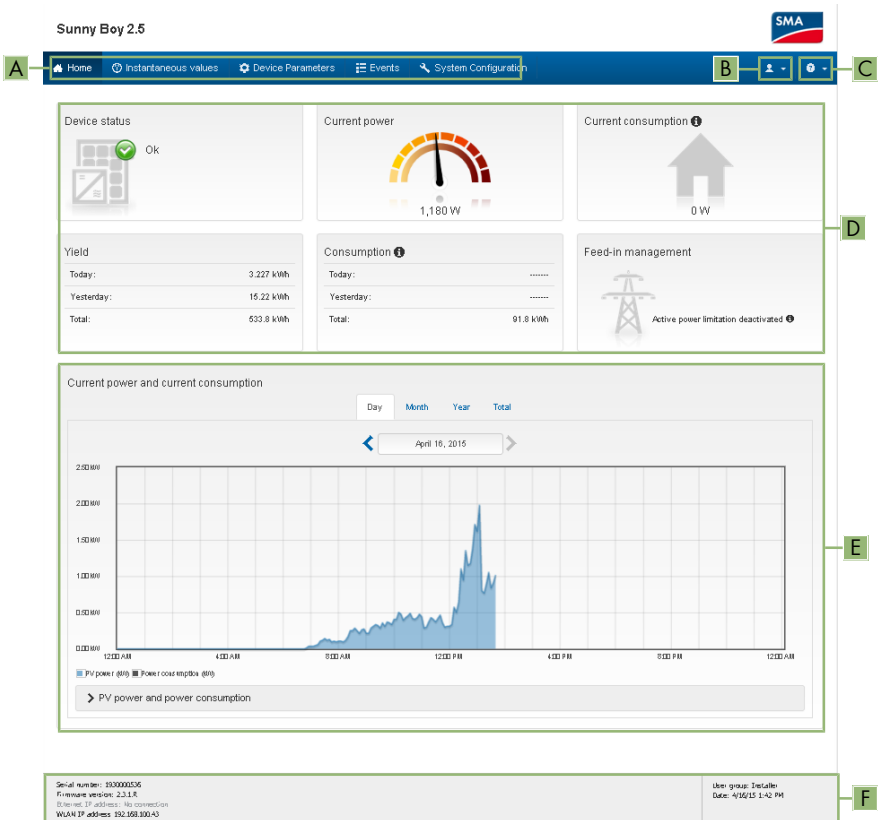 Sunny Boy 2.5
SMA
A
Home Instantaneous values Device Parameters Events System Configuration
B
C
Device status
Ok
Current power
1,180 W
Current consumption
0 W
D
Yield
Today: 3.227 kWh
Yesterday: 15.22 kWh
Total: 533.8 kWh
Consumption
Today: -------
Yesterday: -------
Total: 91.8 kWh
Feed-in management
Active power limitation deactivated
Current power and current consumption
Day Month Year Total
April 16, 2015
2.50 kW
2.00 kW
1.50 kW
1.00 kW
0.50 kW
0.00 kW
12:00 AM 4:00 AM 8:00 AM 12:00 PM 4:00 PM 8:00 PM 12:00 AM
PV power (kW) Power consumption (kW)
PV power and power consumption
E
Serial number: 1930000536
Firmware version: 2.3.1.R
Ethernet IP address: No connection
WLAN IP address 192.168.100.43
User group: Installer
Date: 4/16/15 1:42 PM
F